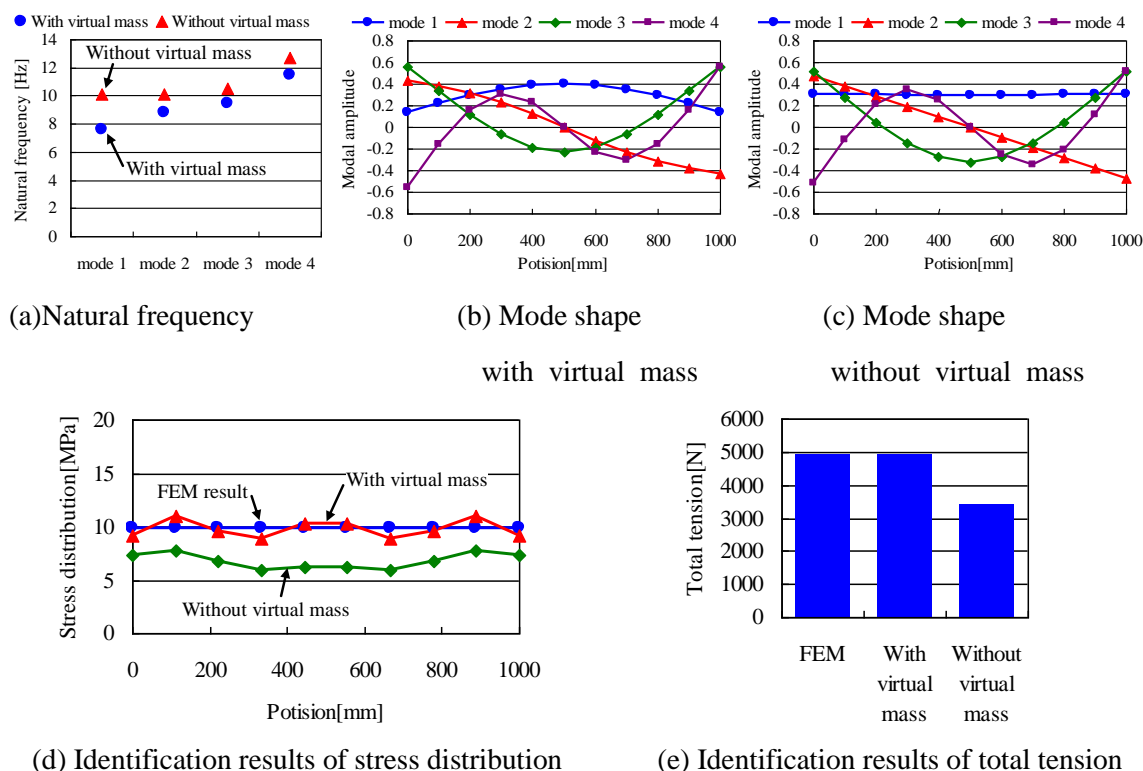 With virtual mass Without virtual mass
Natural frequency [Hz]
14
12
10
8
6
4
2
0
Without virtual mass
With virtual mass
mode 1 mode 2 mode 3 mode 4
(a)Natural frequency
mode 1 mode 2 mode 3 mode 4
Modal amplitude
0.8
0.6
0.4
0.2
0
-0.2
-0.4
-0.6
-0.8
0 200 400 600 800 1000
Potision[mm]
(b) Mode shape
with virtual mass
mode 1 mode 2 mode 3 mode 4
Modal amplitude
0.8
0.6
0.4
0.2
0
-0.2
-0.4
-0.6
-0.8
0 200 400 600 800 1000
Potision[mm]
(c) Mode shape
without virtual mass
Stress distribution[MPa]
20
15
10
5
0
FEM result
With virtual mass
Without virtual mass
0 200 400 600 800 1000
Potision[mm]
(d) Identification results of stress distribution
Total tension[N]
6000
5000
4000
3000
2000
1000
0
FEM
With
virtual
mass
Without
virtual
mass
(e) Identification results of total tension